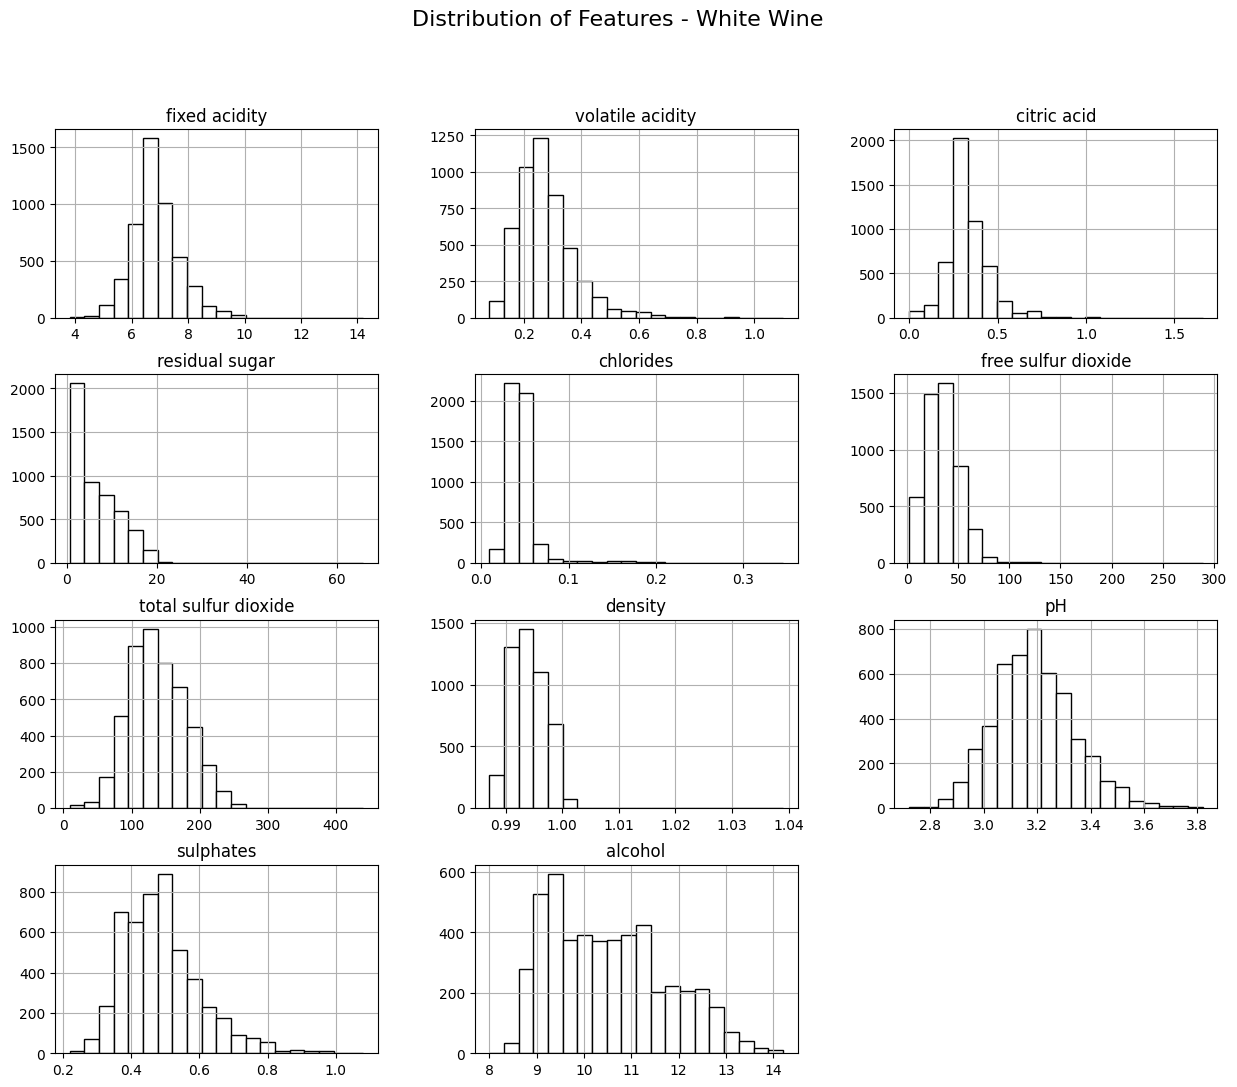 Distribution of Features - White Wine
fixed acidity
1500
1000
500
0
4 6 8 10 12 14
volatile acidity
1250
1000
750
500
250
0
0.2 0.4 0.6 0.8 1.0
citric acid
2000
1500
1000
500
0
0.0 0.5 1.0 1.5
residual sugar
2000
1500
1000
500
0
0 20 40 60
chlorides
2000
1500
1000
500
0
0.0 0.1 0.2 0.3
free sulfur dioxide
1500
1000
500
0
0 50 100 150 200 250 300
total sulfur dioxide
1000
800
600
400
200
0
0 100 200 300 400
density
1500
1000
500
0
0.99 1.00 1.01 1.02 1.03 1.04
pH
800
600
400
200
0
2.8 3.0 3.2 3.4 3.6 3.8
sulphates
800
600
400
200
0
0.2 0.4 0.6 0.8 1.0
alcohol
600
400
200
0
8 9 10 11 12 13 14